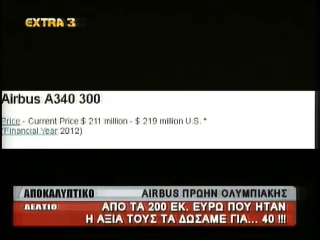 EXTRA 3
Airbus A340 300
Price - Current Price $ 211 million - $ 219 million U.S. *
(Financial Year 2012)
ΑΠΟΚΑΛΥΠΤΙΚΟ AIRBUS ΠΡΩΗΝ ΟΛΥΜΠΙΑΚΗΣ
ΔΕΛΤΙΟ ΑΠΟ ΤΑ 200 ΕΚ. ΕΥΡΩ ΠΟΥ ΗΤΑΝ
Η ΑΞΙΑ ΤΟΥΣ ΤΑ ΔΩΣΑΜΕ ΓΙΑ... 40 !!!